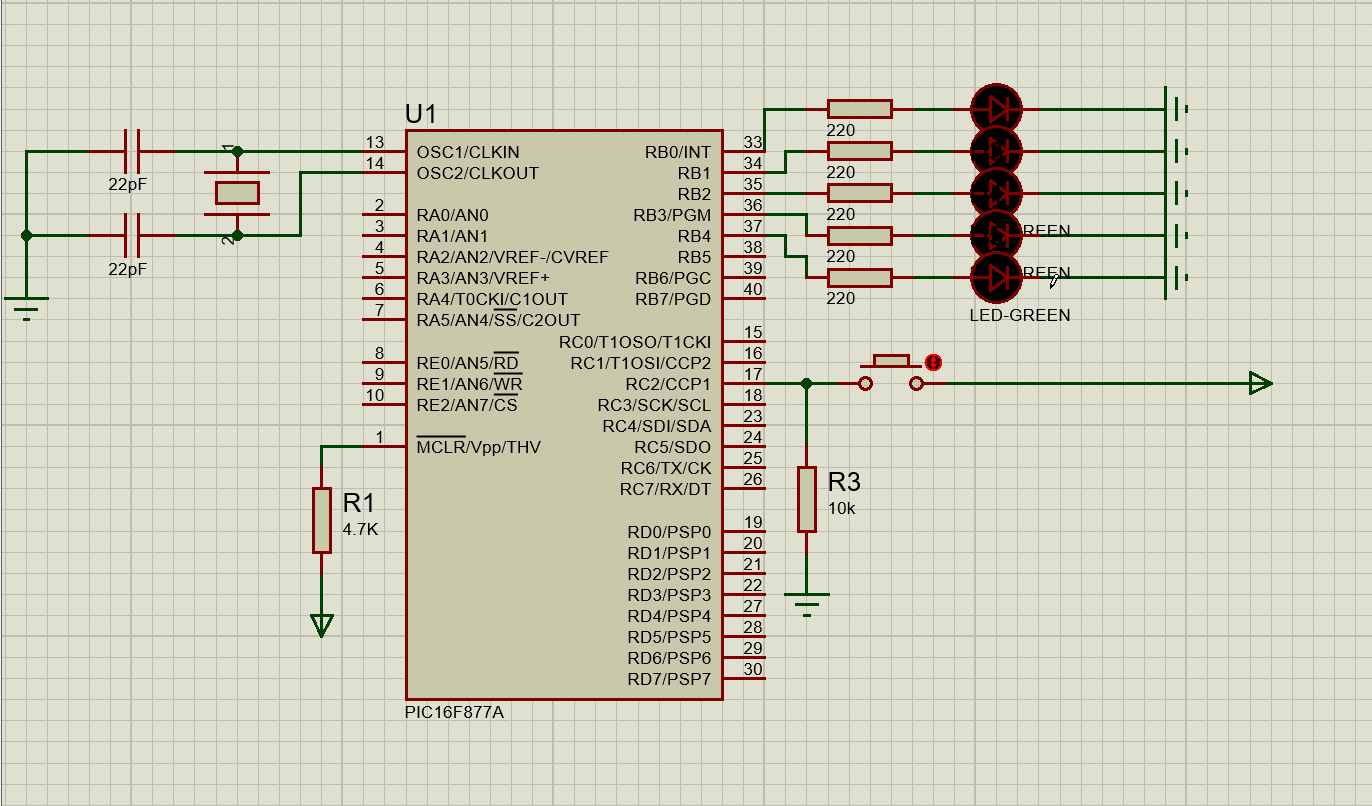 U1
22pF
1
2
22pF
13 OSC1/CLKIN
14 OSC2/CLKOUT
2 RA0/AN0
3 RA1/AN1
4 RA2/AN2/VREF-/CVREF
5 RA3/AN3/VREF+
6 RA4/T0CKI/C1OUT
7 RA5/AN4/SS/C2OUT
8 RE0/AN5/RD
9 RE1/AN6/WR
10 RE2/AN7/CS
1 MCLR/Vpp/THV
R1
4.7K
RB0/INT 33
RB1 34
RB2 35
RB3/PGM 36
RB4 37
RB5 38
RB6/PGC 39
RB7/PGD 40
RC0/T1OSO/T1CKI 15
RC1/T1OSI/CCP2 16
RC2/CCP1 17
RC3/SCK/SCL 18
RC4/SDI/SDA 23
RC5/SDO 24
RC6/TX/CK 25
RC7/RX/DT 26
RD0/PSP0 19
RD1/PSP1 20
RD2/PSP2 21
RD3/PSP3 22
RD4/PSP4 27
RD5/PSP5 28
RD6/PSP6 29
RD7/PSP7 30
PIC16F877A
220
220
220
220
220
REEN
REEN
LED-GREEN
R3
10k